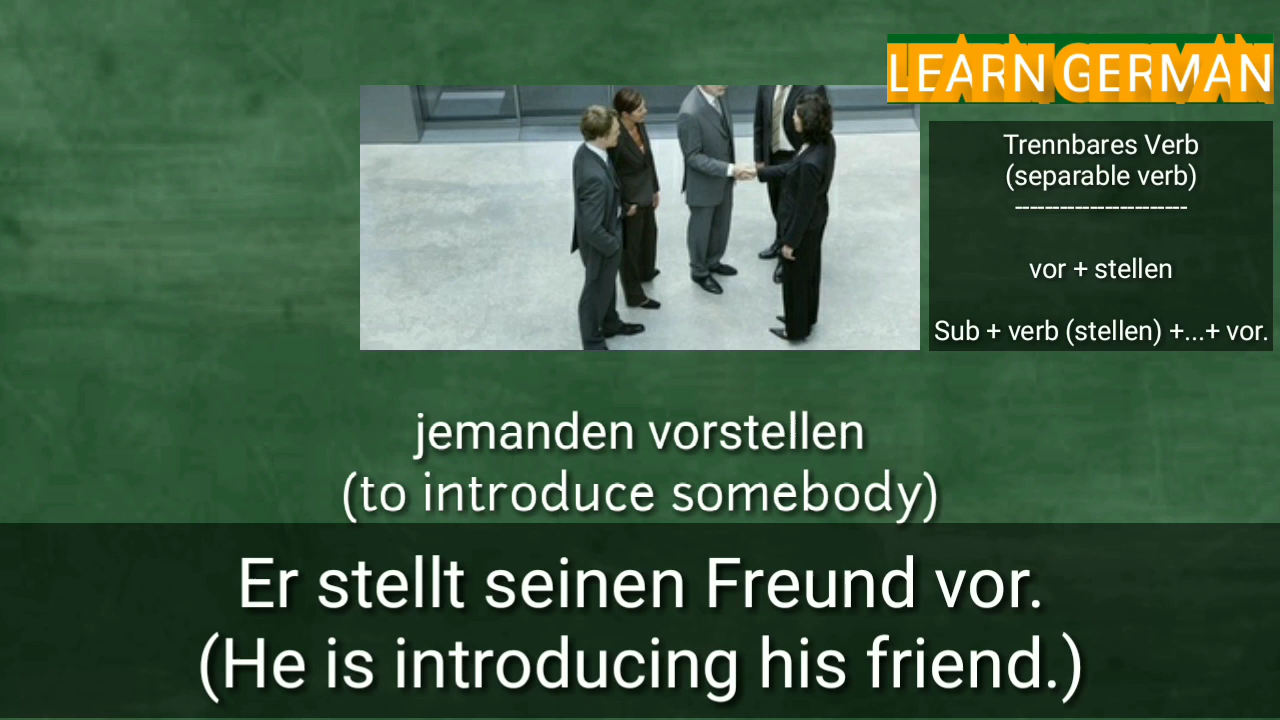 LEARN GERMAN
Trennbares Verb
(separable verb)
-----------------------
vor + stellen
Sub + verb (stellen) +...+ vor.
jemanden vorstellen
(to introduce somebody)
Er stellt seinen Freund vor.
(He is introducing his friend.)